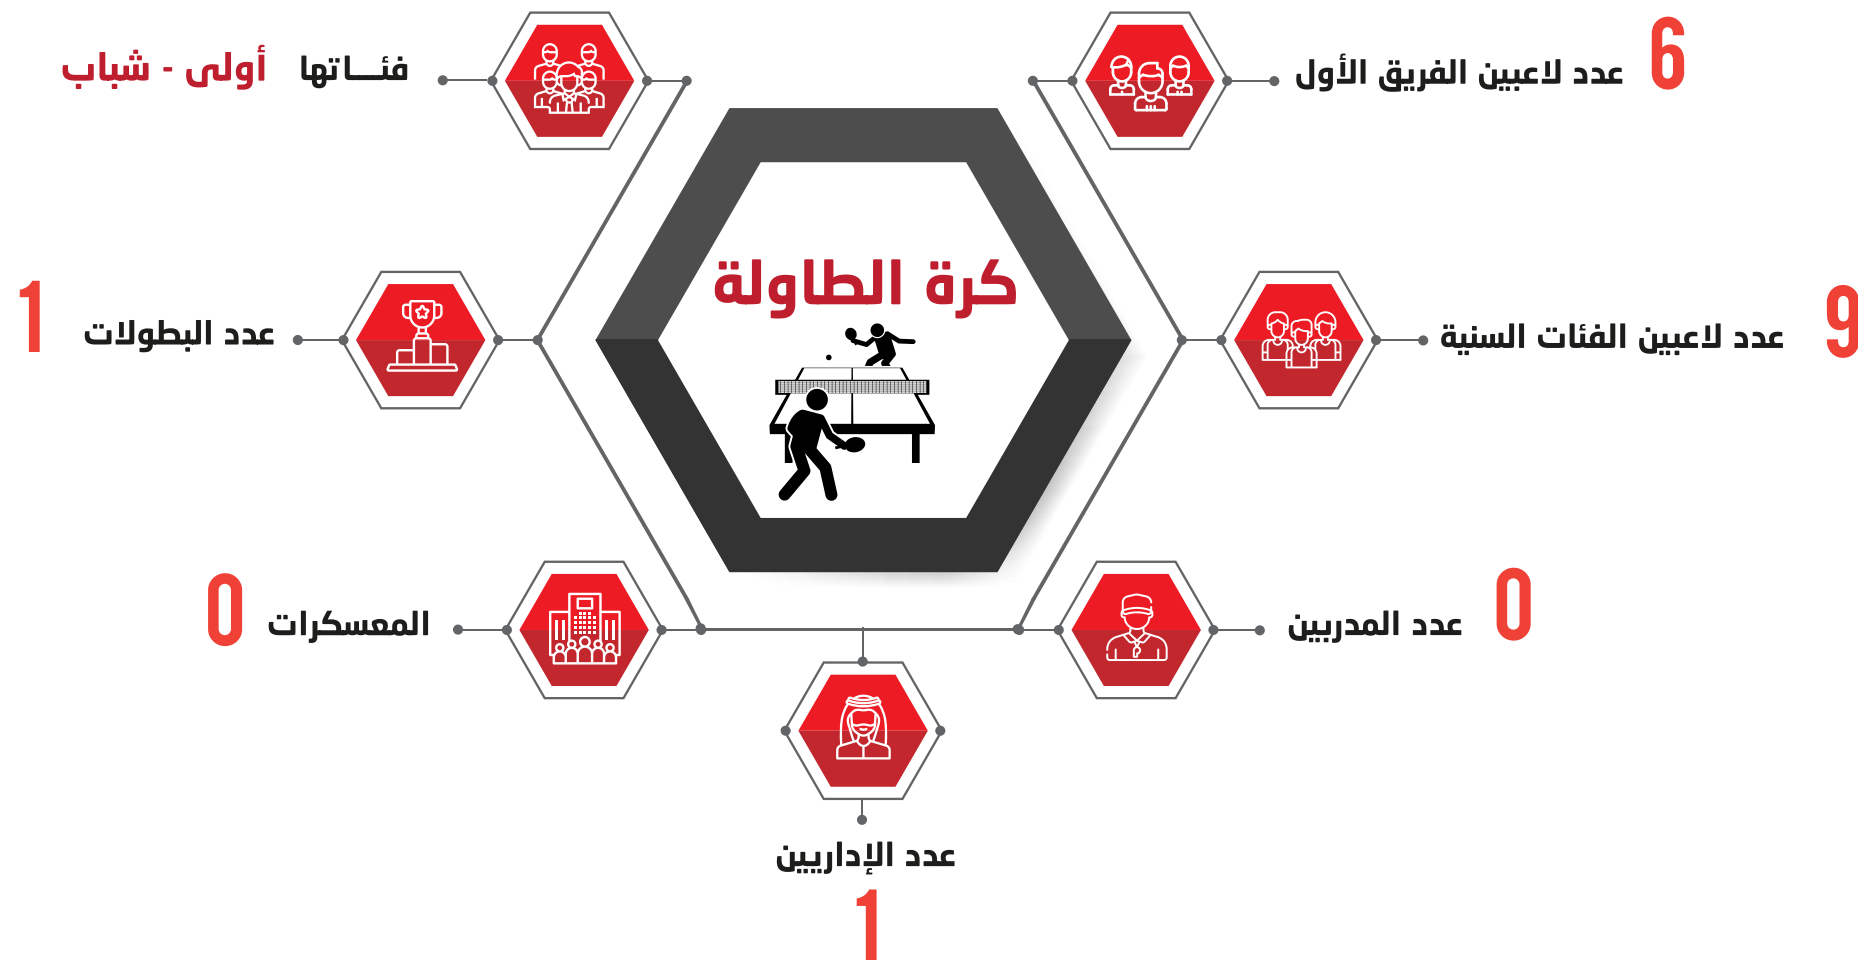 6 عدد لاعبين الفريق الأول
فئـــاتها أولى - شباب
كرة الطاولة
9 عدد لاعبين الفئات السنية
عدد البطولات 1
0 عدد المدربين
المعسكرات 0
عدد الإداريين
1